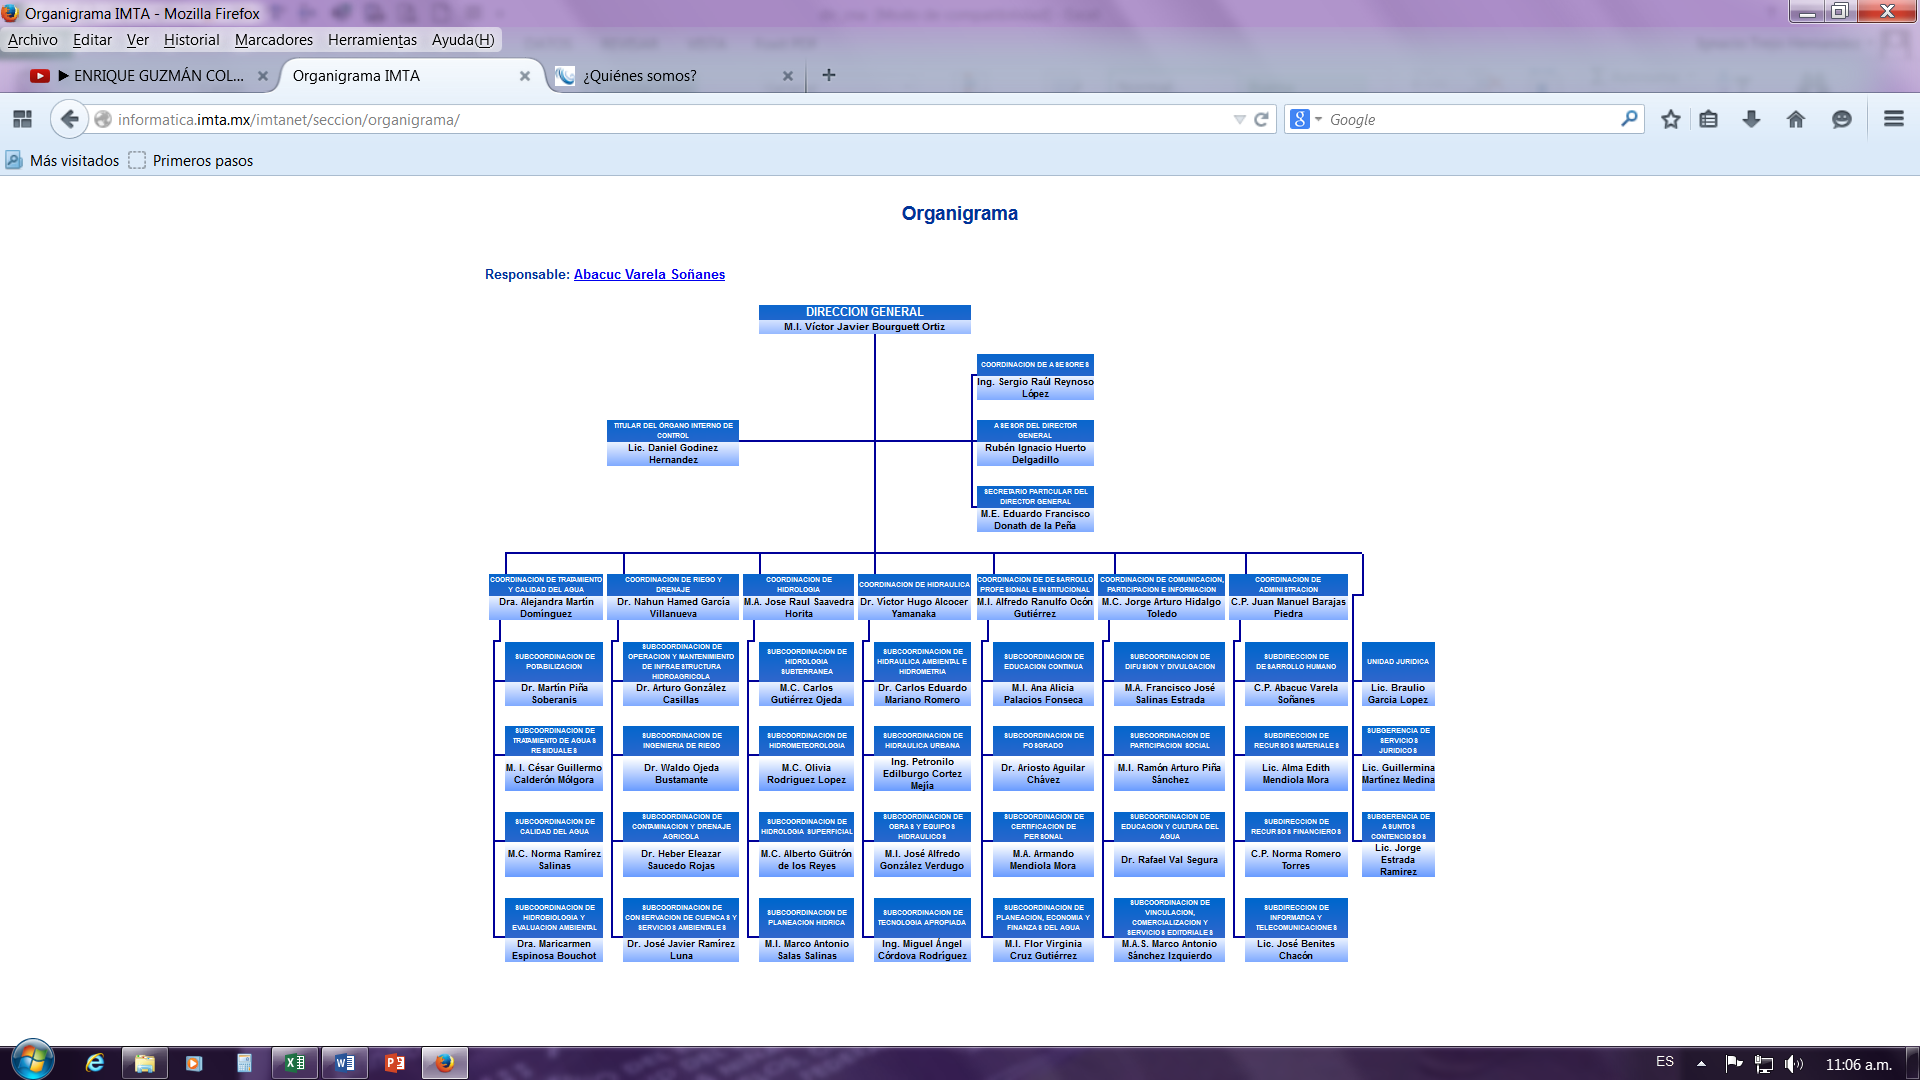 Organigrama IMTA - Mozilla Firefox
Archivo Editar Ver Historial Marcadores Herramientas Ayuda(H)
▶ ENRIQUE GUZMÁN COL...
Organigrama IMTA
¿Quiénes somos?
informatica.imta.mx/imtanet/seccion/organigrama/
Google
Más visitados
Primeros pasos
Organigrama
Responsable: Abacuc Varela Soñanes
DIRECCION GENERAL
M.I. Víctor Javier Bourguett Ortiz
COORDINACION DE ASESORES
Ing. Sergio Raúl Reynoso
López
TITULAR DEL ÓRGANO INTERNO DE
CONTROL
Lic. Daniel Godinez
Hernandez
ASESOR DEL DIRECTOR
GENERAL
Rubén Ignacio Huerto
Delgadillo
SECRETARIO PARTICULAR DEL
DIRECTOR GENERAL
M.E. Eduardo Francisco
Donath de la Peña
COORDINACION DE TRATAMIENTO
Y CALIDAD DEL AGUA
Dra. Alejandra Martín
Domínguez
COORDINACION DE RIEGO Y
DRENAJE
Dr. Nahun Hamed García
Villanueva
COORDINACION DE
HIDROLOGIA
M.A. Jose Raul Saavedra
Horita
COORDINACION DE HIDRAULICA
Dr. Víctor Hugo Alcocer
Yamanaka
COORDINACION DE DESARROLLO
PROFESIONAL E INSTITUCIONAL
M.I. Alfredo Ranulfo Ocón
Gutiérrez
COORDINACION DE COMUNICACION,
PARTICIPACION E INFORMACION
M.C. Jorge Arturo Hidalgo
Toledo
COORDINACION DE
ADMINISTRACION
C.P. Juan Manuel Barajas
Piedra
SUBCOORDINACION DE
POTABILIZACION
Dr. Martín Piña
Soberanis
SUBCOORDINACION DE
OPERACION Y MANTENIMIENTO
DE INFRAESTRUCTURA
HIDROAGRICOLA
Dr. Arturo González
Casillas
SUBCOORDINACION DE
HIDROLOGIA
SUBTERRANEA
M.C. Carlos
Gutiérrez Ojeda
SUBCOORDINACION DE
HIDRAULICA AMBIENTAL E
HIDROMETRIA
Dr. Carlos Eduardo
Mariano Romero
SUBCOORDINACION DE
EDUCACION CONTINUA
M.I. Ana Alicia
Palacios Fonseca
SUBCOORDINACION DE
DIFUSION Y DIVULGACION
M.A. Francisco José
Salinas Estrada
SUBDIRECCION DE
DESARROLLO HUMANO
C.P. Abacuc Varela
Soñanes
UNIDAD JURIDICA
Lic. Braulio
Garcia Lopez
SUBCOORDINACION DE
TRATAMIENTO DE AGUAS
RESIDUALES
M. I. César Guillermo
Calderón Mólgora
SUBCOORDINACION DE
INGENIERIA DE RIEGO
Dr. Waldo Ojeda
Bustamante
SUBCOORDINACION DE
HIDROMETEOROLOGIA
M.C. Olivia
Rodriguez Lopez
SUBCOORDINACION DE
HIDRAULICA URBANA
Ing. Petronilo
Edilburgo Cortez
Mejía
SUBCOORDINACION DE
POSGRADO
Dr. Ariosto Aguilar
Chávez
SUBCOORDINACION DE
PARTICIPACION SOCIAL
M.I. Ramón Arturo Piña
Sánchez
SUBDIRECCION DE
RECURSOS MATERIALES
Lic. Alma Edith
Mendiola Mora
SUBGERENCIA DE
SERVICIOS
JURIDICOS
Lic. Guillermina
Martínez Medina
SUBCOORDINACION DE
CALIDAD DEL AGUA
M.C. Norma Ramírez
Salinas
SUBCOORDINACION DE
CONTAMINACION Y DRENAJE
AGRICOLA
Dr. Heber Eleazar
Saucedo Rojas
SUBCOORDINACION DE
HIDROLOGIA SUPERFICIAL
M.C. Alberto Güitrón
de los Reyes
SUBCOORDINACION DE
OBRAS Y EQUIPOS
HIDRAULICOS
M.I. José Alfredo
González Verdugo
SUBCOORDINACION DE
CERTIFICACION DE
PERSONAL
M.A. Armando
Mendiola Mora
SUBCOORDINACION DE
EDUCACION Y CULTURA DEL
AGUA
Dr. Rafael Val Segura
SUBDIRECCION DE
RECURSOS FINANCIEROS
C.P. Norma Romero
Torres
SUBGERENCIA DE
ASUNTOS
CONTENCIOSOS
Lic. Jorge
Estrada
Ramirez
SUBCOORDINACION DE
HIDROBIOLOGIA Y
EVALUACION AMBIENTAL
Dra. Maricarmen
Espinosa Bouchot
SUBCOORDINACION DE
CONSERVACION DE CUENCAS Y
SERVICIOS AMBIENTALES
Dr. José Javier Ramírez
Luna
SUBCOORDINACION DE
PLANEACION HIDRICA
M.I. Marco Antonio
Salas Salinas
SUBCOORDINACION DE
TECNOLOGIA APROPIADA
Ing. Miguel Ángel
Córdova Rodríguez
SUBCOORDINACION DE
PLANEACION, ECONOMIA Y
FINANZAS DEL AGUA
M.I. Flor Virginia
Cruz Gutiérrez
SUBCOORDINACION DE
VINCULACION,
COMERCIALIZACION Y
SERVICIOS EDITORIALES
M.A.S. Marco Antonio
Sánchez Izquierdo
SUBDIRECCION DE
INFORMATICA Y
TELECOMUNICACIONES
Lic. José Benites
Chacón
ES
11:06 a.m.